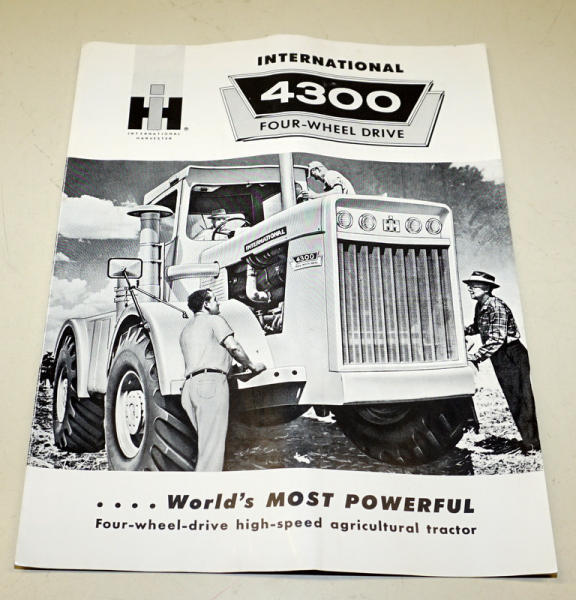 INTERNATIONAL
4300
FOUR-WHEEL DRIVE
IH
®
INTERNATIONAL
HARVESTER
IH
INTERNATIONAL
4300
.... World's MOST POWERFUL
Four-wheel-drive high-speed agricultural tractor